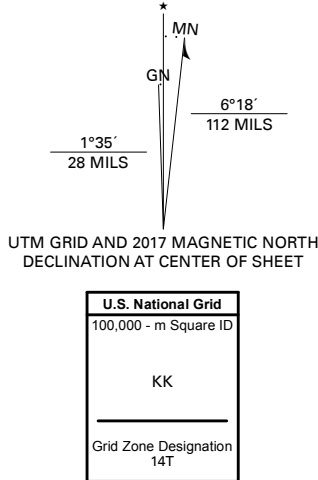 MN
GN
6°18´
112 MILS
1°35´
28 MILS
UTM GRID AND 2017 MAGNETIC NORTH
DECLINATION AT CENTER OF SHEET
U.S. National Grid
100,000 - m Square ID
KK
Grid Zone Designation
14T